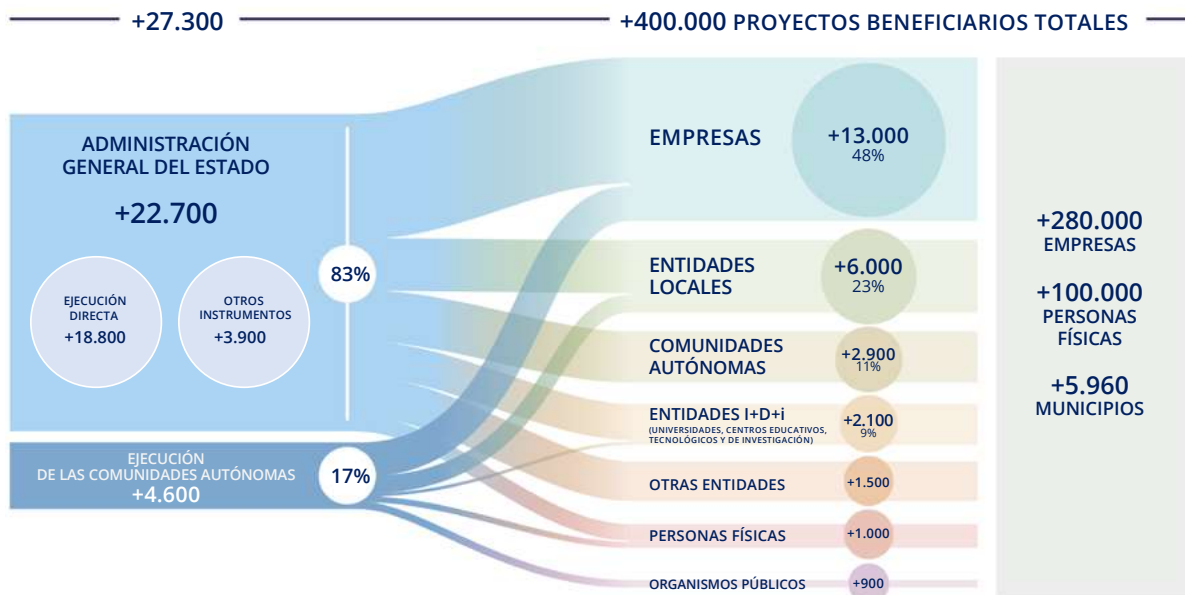 +27.300
+400.000 PROYECTOS BENEFICIARIOS TOTALES
ADMINISTRACIÓN
GENERAL DEL ESTADO
+22.700
EJECUCIÓN
DIRECTA
+18.800
OTROS
INSTRUMENTOS
+3.900
83%
EJECUCIÓN
DE LAS COMUNIDADES AUTÓNOMAS
+4.600
17%
EMPRESAS
+13.000
48%
ENTIDADES
LOCALES
+6.000
23%
COMUNIDADES
AUTÓNOMAS
+2.900
11%
ENTIDADES I+D+i
(UNIVERSIDADES, CENTROS EDUCATIVOS,
TECNOLÓGICOS Y DE INVESTIGACIÓN)
+2.100
9%
OTRAS ENTIDADES
+1.500
PERSONAS FÍSICAS
+1.000
ORGANISMOS PÚBLICOS
+900
+280.000
EMPRESAS
+100.000
PERSONAS
FÍSICAS
+5.960
MUNICIPIOS